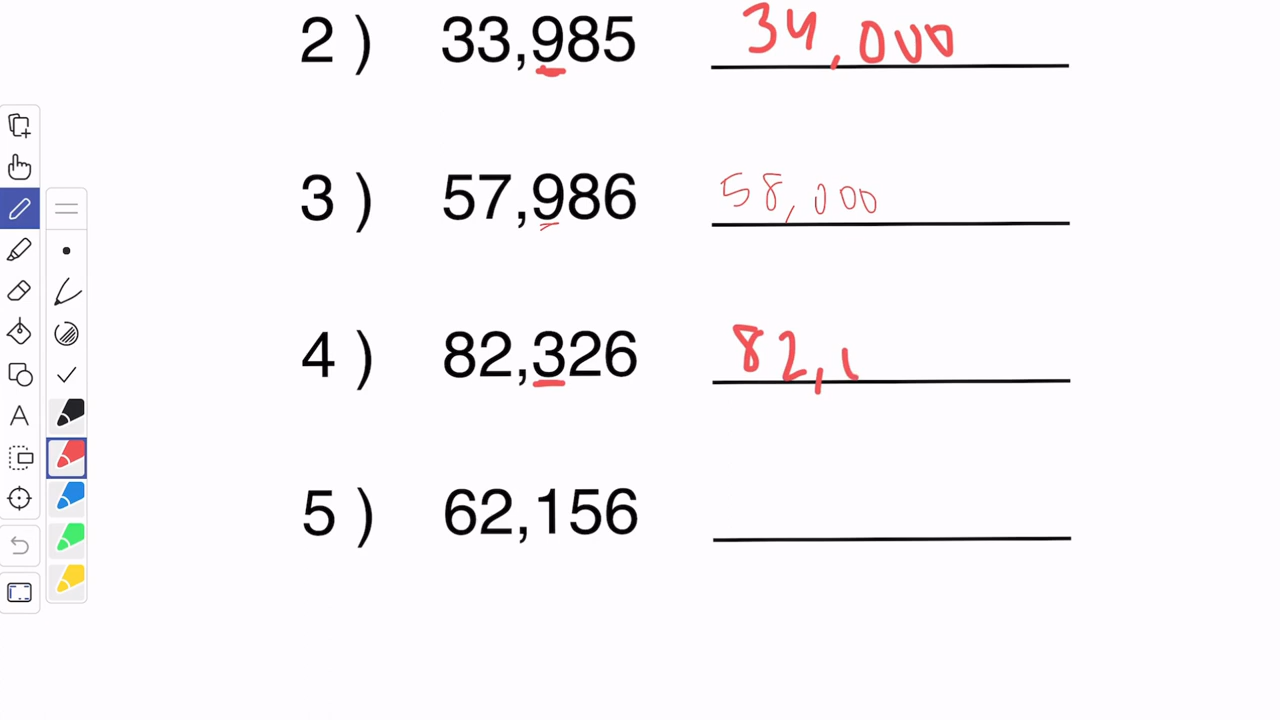 2 ) 33,985 34,000
3 ) 57,986 58,000
4 ) 82,326 82,
5 ) 62,156
A